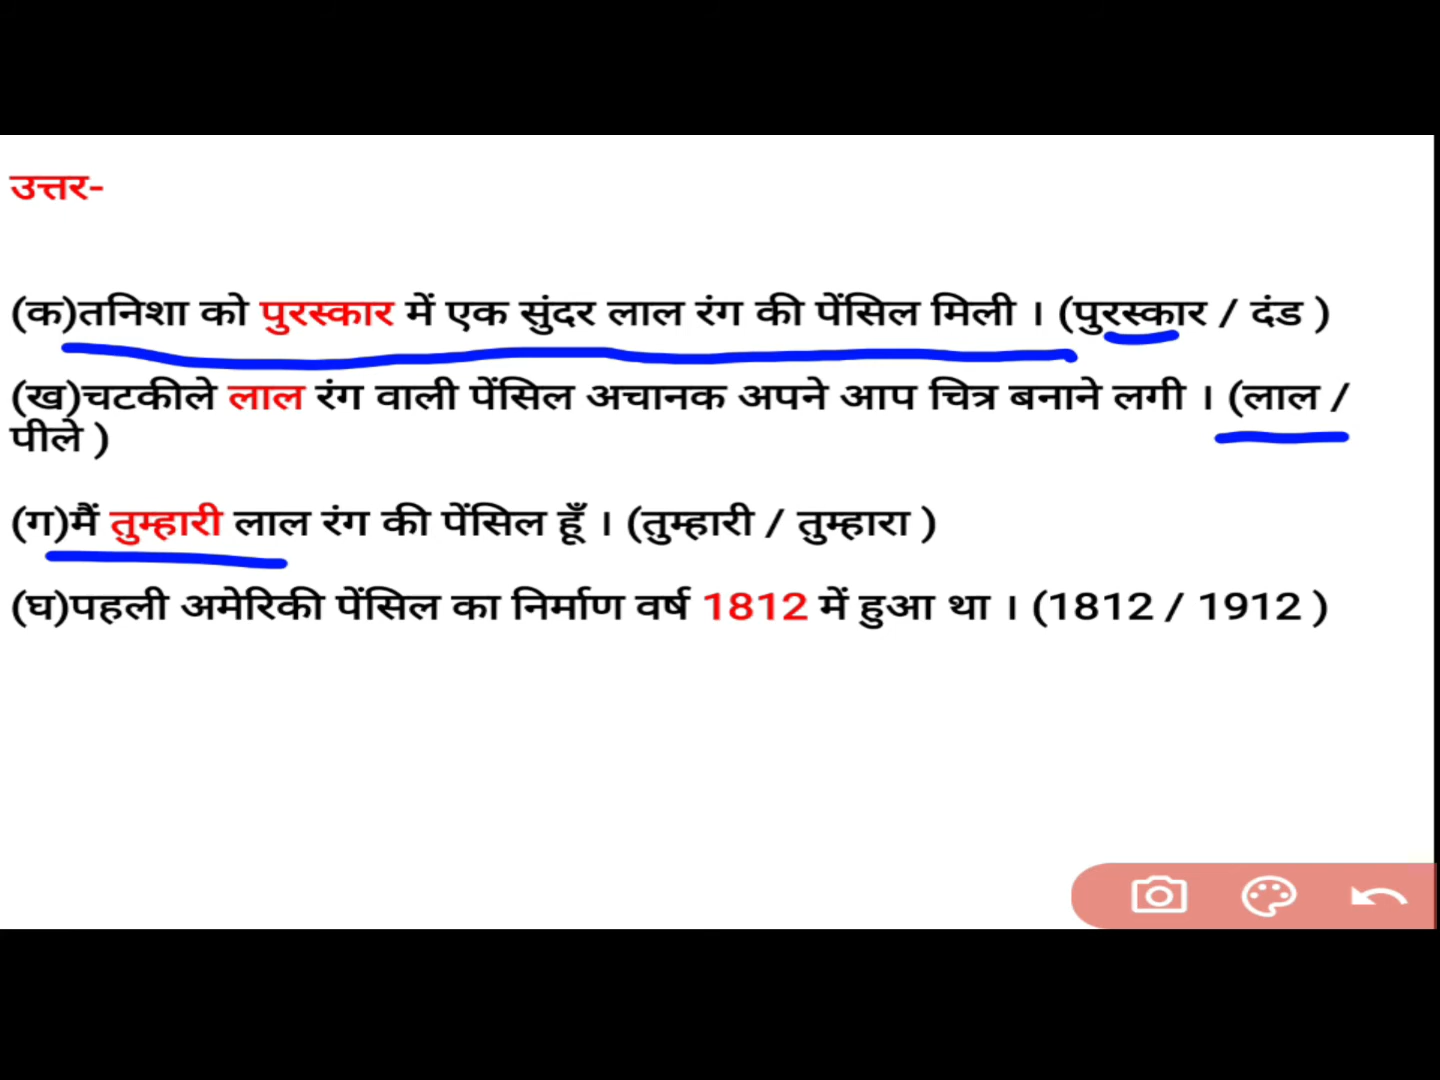 उत्तर-
(क)तनिशा को पुरस्कार में एक सुंदर लाल रंग की पेंसिल मिली । (पुरस्कार / दंड )
(ख)चटकीले लाल रंग वाली पेंसिल अचानक अपने आप चित्र बनाने लगी । (लाल /
पीले )
(ग)मैं तुम्हारी लाल रंग की पेंसिल हूँ । (तुम्हारी / तुम्हारा )
(घ)पहली अमेरिकी पेंसिल का निर्माण वर्ष 1812 में हुआ था । (1812 / 1912 )